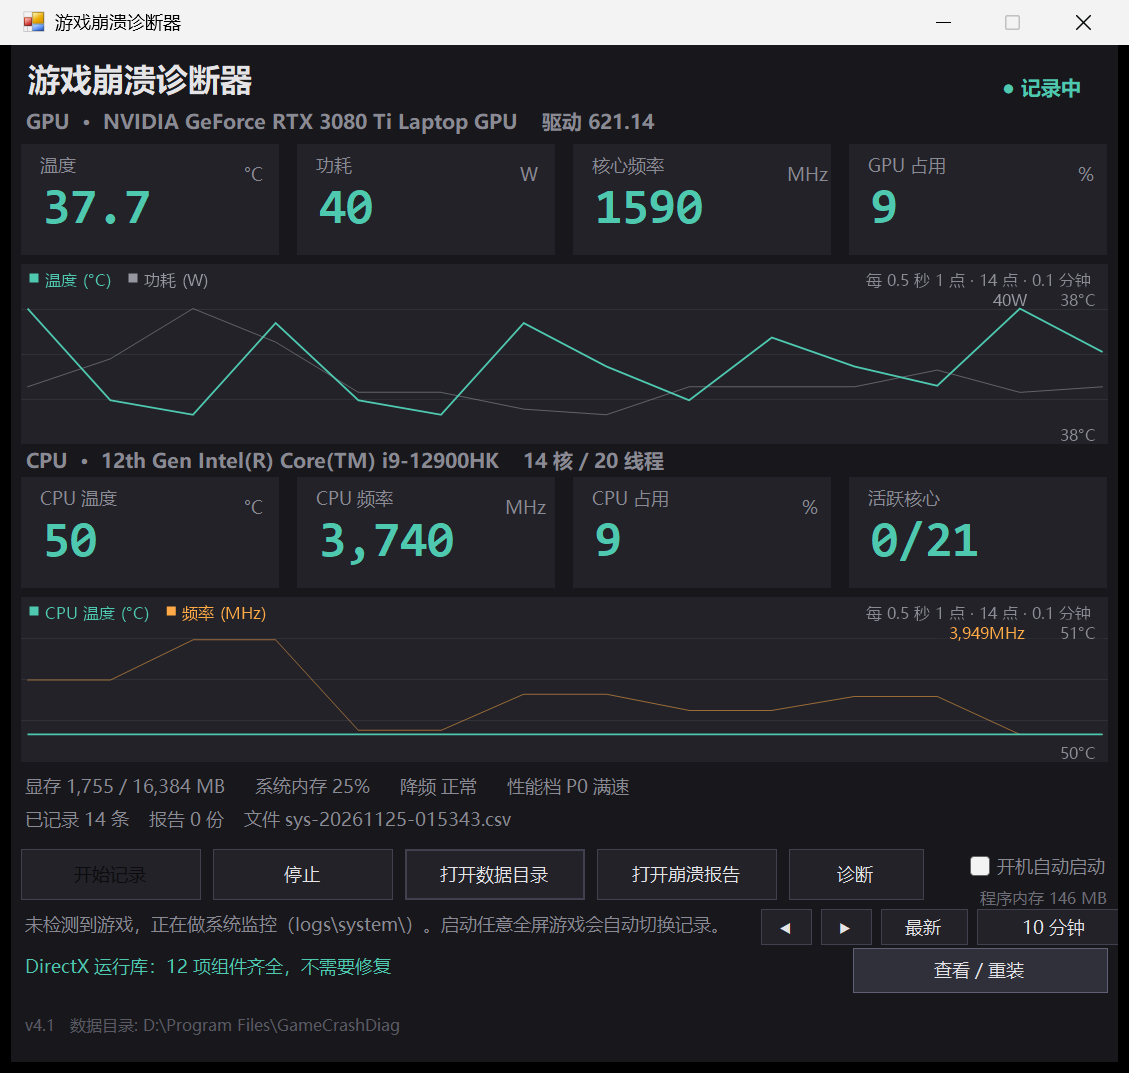 游戏崩溃诊断器
游戏崩溃诊断器
● 记录中
GPU • NVIDIA GeForce RTX 3080 Ti Laptop GPU 驱动 621.14
温度 °C 功耗 W 核心频率 MHz GPU 占用 %
37.7 40 1590 9
温度 (°C) 功耗 (W) 每 0.5 秒 1 点 · 14 点 · 0.1 分钟
40W 38°C
38°C
CPU • 12th Gen Intel(R) Core(TM) i9-12900HK 14 核 / 20 线程
CPU 温度 °C CPU 频率 MHz CPU 占用 % 活跃核心
50 3,740 9 0/21
CPU 温度 (°C) 频率 (MHz) 每 0.5 秒 1 点 · 14 点 · 0.1 分钟
3,949MHz 51°C
50°C
显存 1,755 / 16,384 MB 系统内存 25% 降频 正常 性能档 P0 满速
已记录 14 条 报告 0 份 文件 sys-20261125-015343.csv
开始记录 停止 打开数据目录 打开崩溃报告 诊断 开机自动启动
程序内存 146 MB
未检测到游戏，正在做系统监控（logs\system\）。启动任意全屏游戏会自动切换记录。 ◄ ► 最新 10 分钟
DirectX 运行库：12 项组件齐全，不需要修复 查看 / 重装
v4.1 数据目录: D:\Program Files\GameCrashDiag